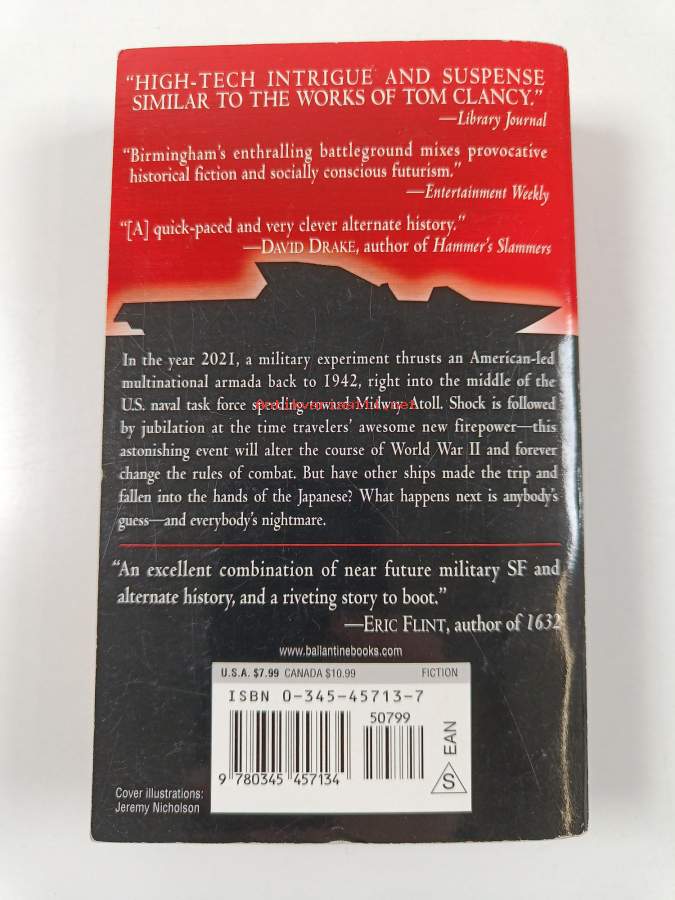 “HIGH-TECH INTRIGUE AND SUSPENSE
SIMILAR TO THE WORKS OF TOM CLANCY.”
—Library Journal
“Birmingham’s enthralling battleground mixes provocative
historical fiction and socially conscious futurism.”
—Entertainment Weekly
“[A] quick-paced and very clever alternate history.”
—DAVID DRAKE, author of Hammer’s Slammers
In the year 2021, a military experiment thrusts an American-led
multinational armada back to 1942, right into the middle of the
U.S. naval task force speeding toward Midway Atoll. Shock is followed
by jubilation at the time travelers’ awesome new firepower—this
astonishing event will alter the course of World War II and forever
change the rules of combat. But have other ships made the trip and
fallen into the hands of the Japanese? What happens next is anybody’s
guess—and everybody’s nightmare.
“An excellent combination of near future military SF and
alternate history, and a riveting story to boot.”
—ERIC FLINT, author of 1632
www.ballantinebooks.com
U.S.A. $7.99 CANADA $10.99 FICTION
ISBN 0-345-45713-7
50799
9 780345 457134
S EAN
Cover illustrations:
Jeremy Nicholson